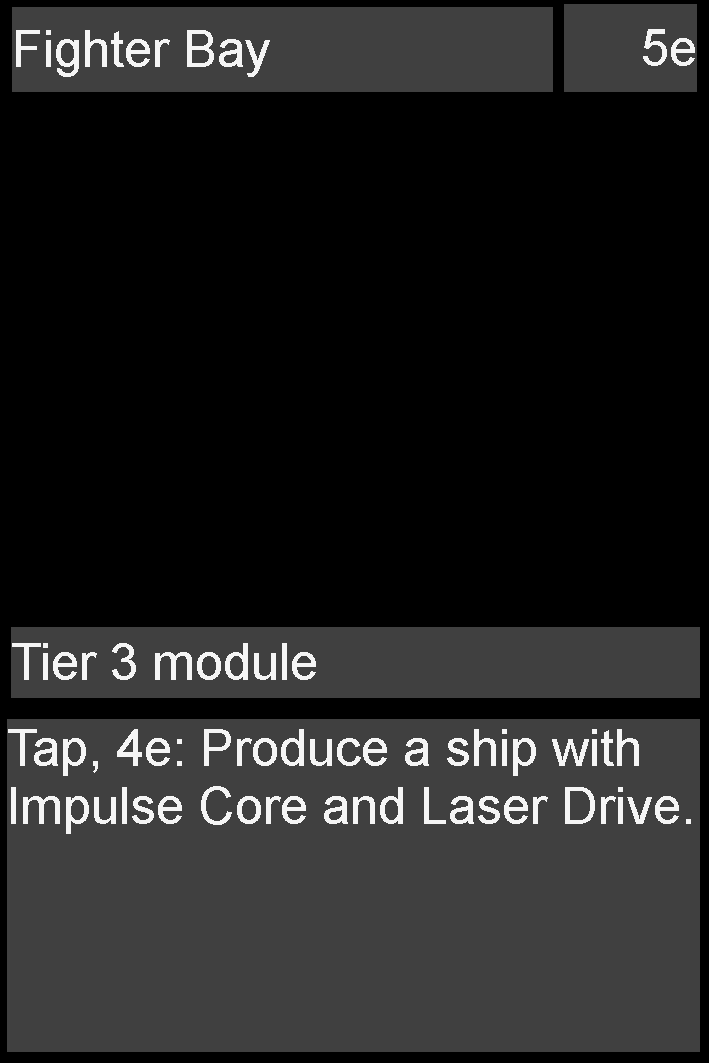 Fighter Bay
5e
Tier 3 module
Tap, 4e: Produce a ship with
Impulse Core and Laser Drive.